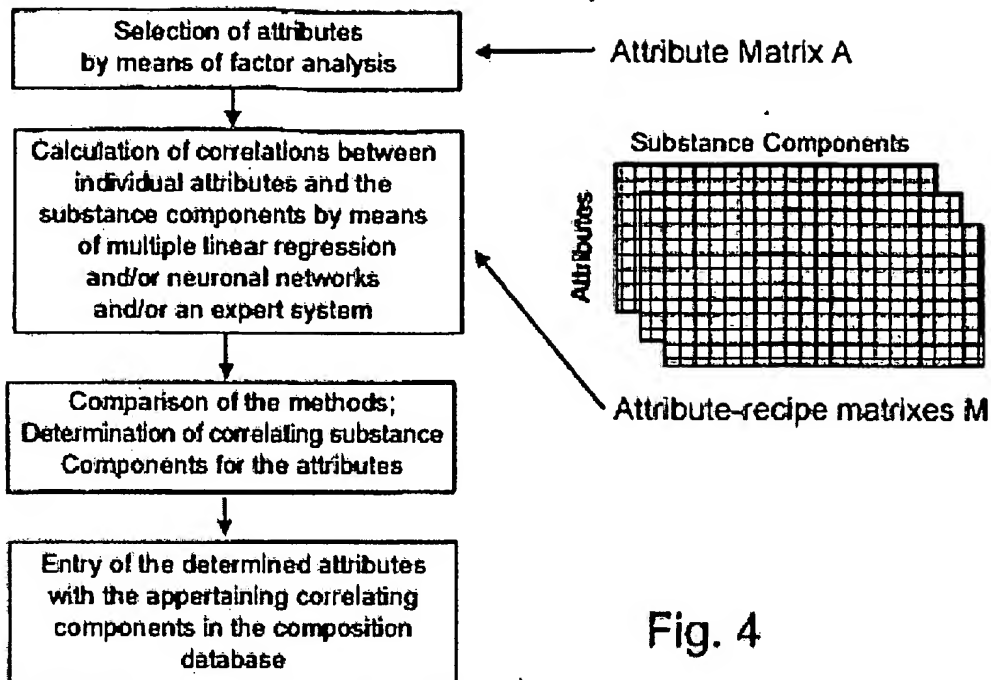 Selection of attributes
by means of factor analysis
Attribute Matrix A
Calculation of correlations between
individual attributes and the
substance components by means
of multiple linear regression
and/or neuronal networks
and/or an expert system
Substance Components
Attributes
Attribute-recipe matrixes M
Comparison of the methods;
Determination of correlating substance
Components for the attributes
Entry of the determined attributes
with the appertaining correlating
components in the composition
database
Fig. 4